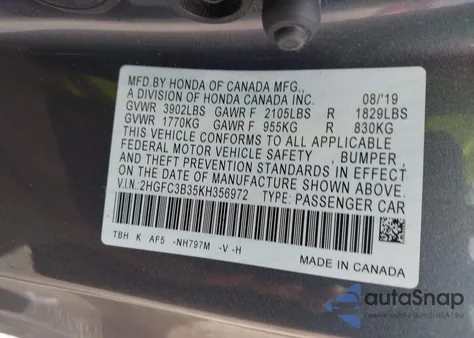 MFD.BY HONDA OF CANADA MFG.,
A DIVISION OF HONDA CANADA INC. 08/'19
GVWR 3902LBS GAWR F 2105LBS R 1829LBS
GVWR 1770KG GAWR F 955KG R 830KG
THIS VEHICLE CONFORMS TO ALL APPLICABLE
FEDERAL MOTOR VEHICLE SAFETY , BUMPER ,
AND THEFT PREVENTION STANDARDS IN EFFECT
ON THE DATE OF MANUFACTURE SHOWN ABOVE.
V.I.N.:2HGFC3B35KH356972 TYPE: PASSENGER CAR
TBH K AF5 -NH797M -V -H
MADE IN CANADA
autoSnap